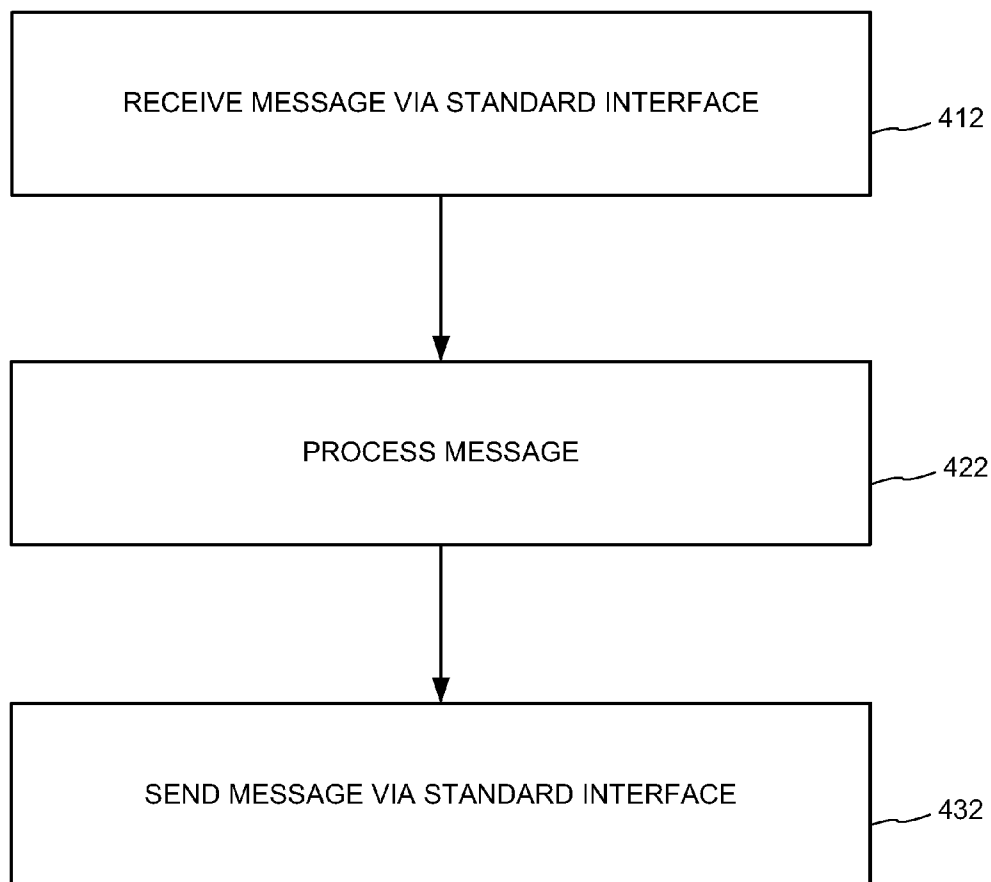 RECEIVE MESSAGE VIA STANDARD INTERFACE
412
PROCESS MESSAGE
422
SEND MESSAGE VIA STANDARD INTERFACE
432